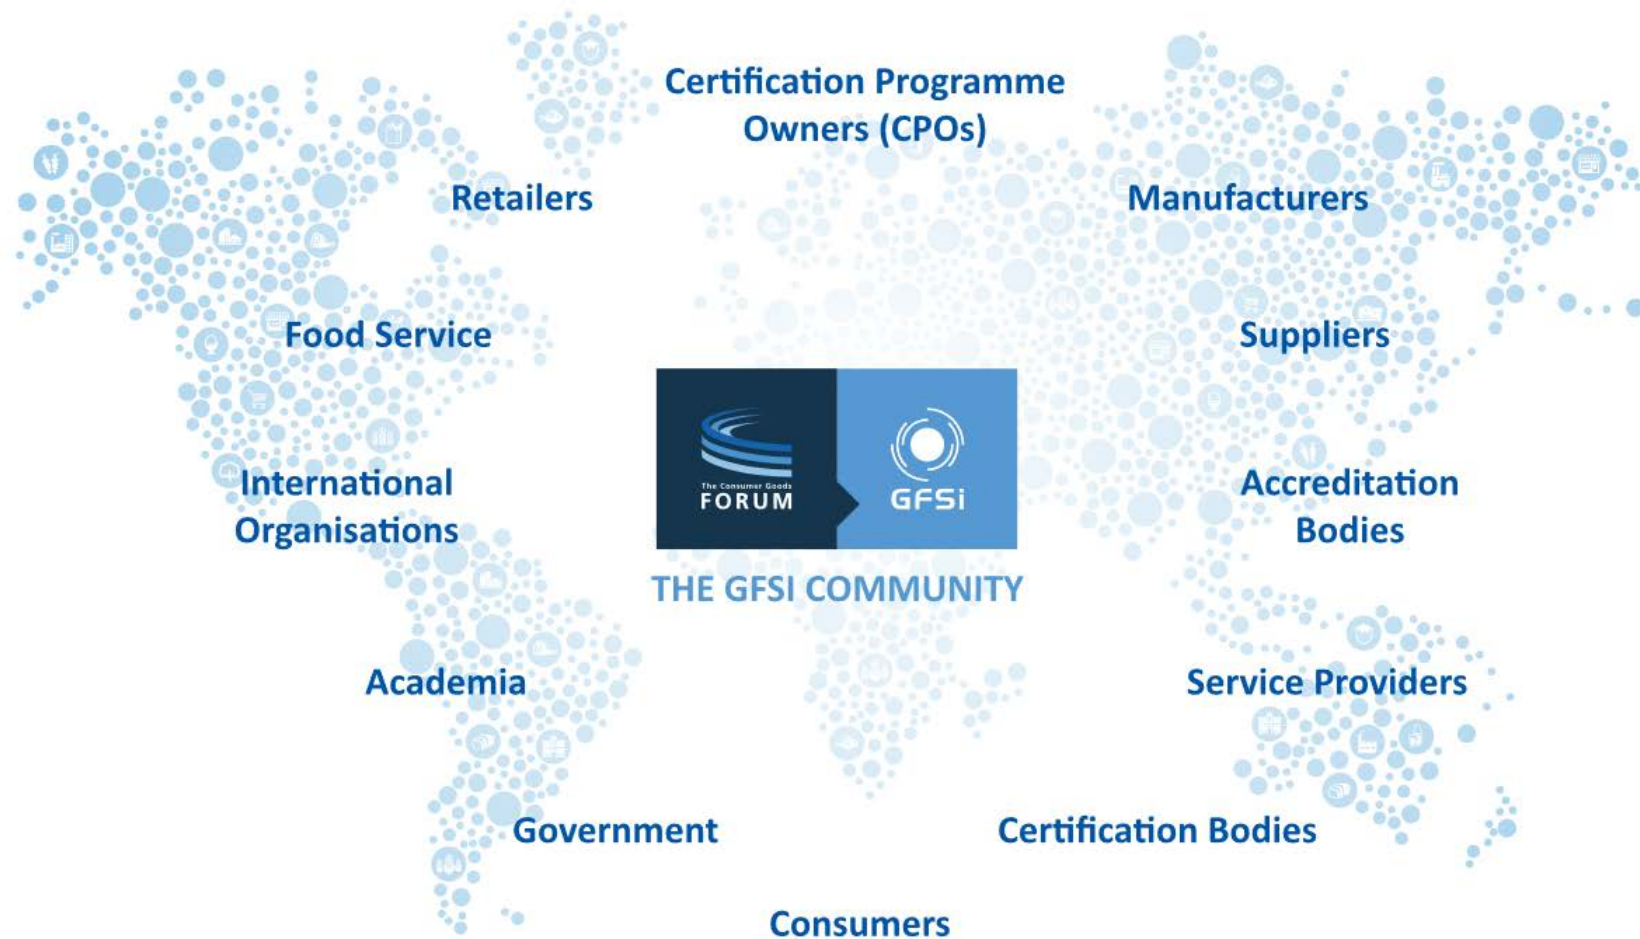 Certification Programme
Owners (CPOs)
Retailers
Manufacturers
Food Service
Suppliers
The Consumer Goods
FORUM
GFSi
International
Organisations
Accreditation
Bodies
THE GFSI COMMUNITY
Academia
Service Providers
Government
Certification Bodies
Consumers